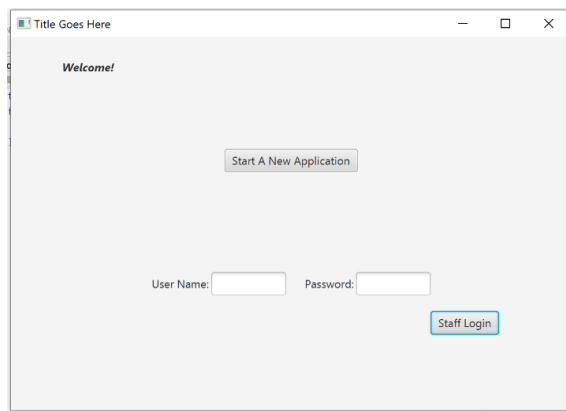 Title Goes Here
Welcome!
Start A New Application
User Name: Password:
Staff Login